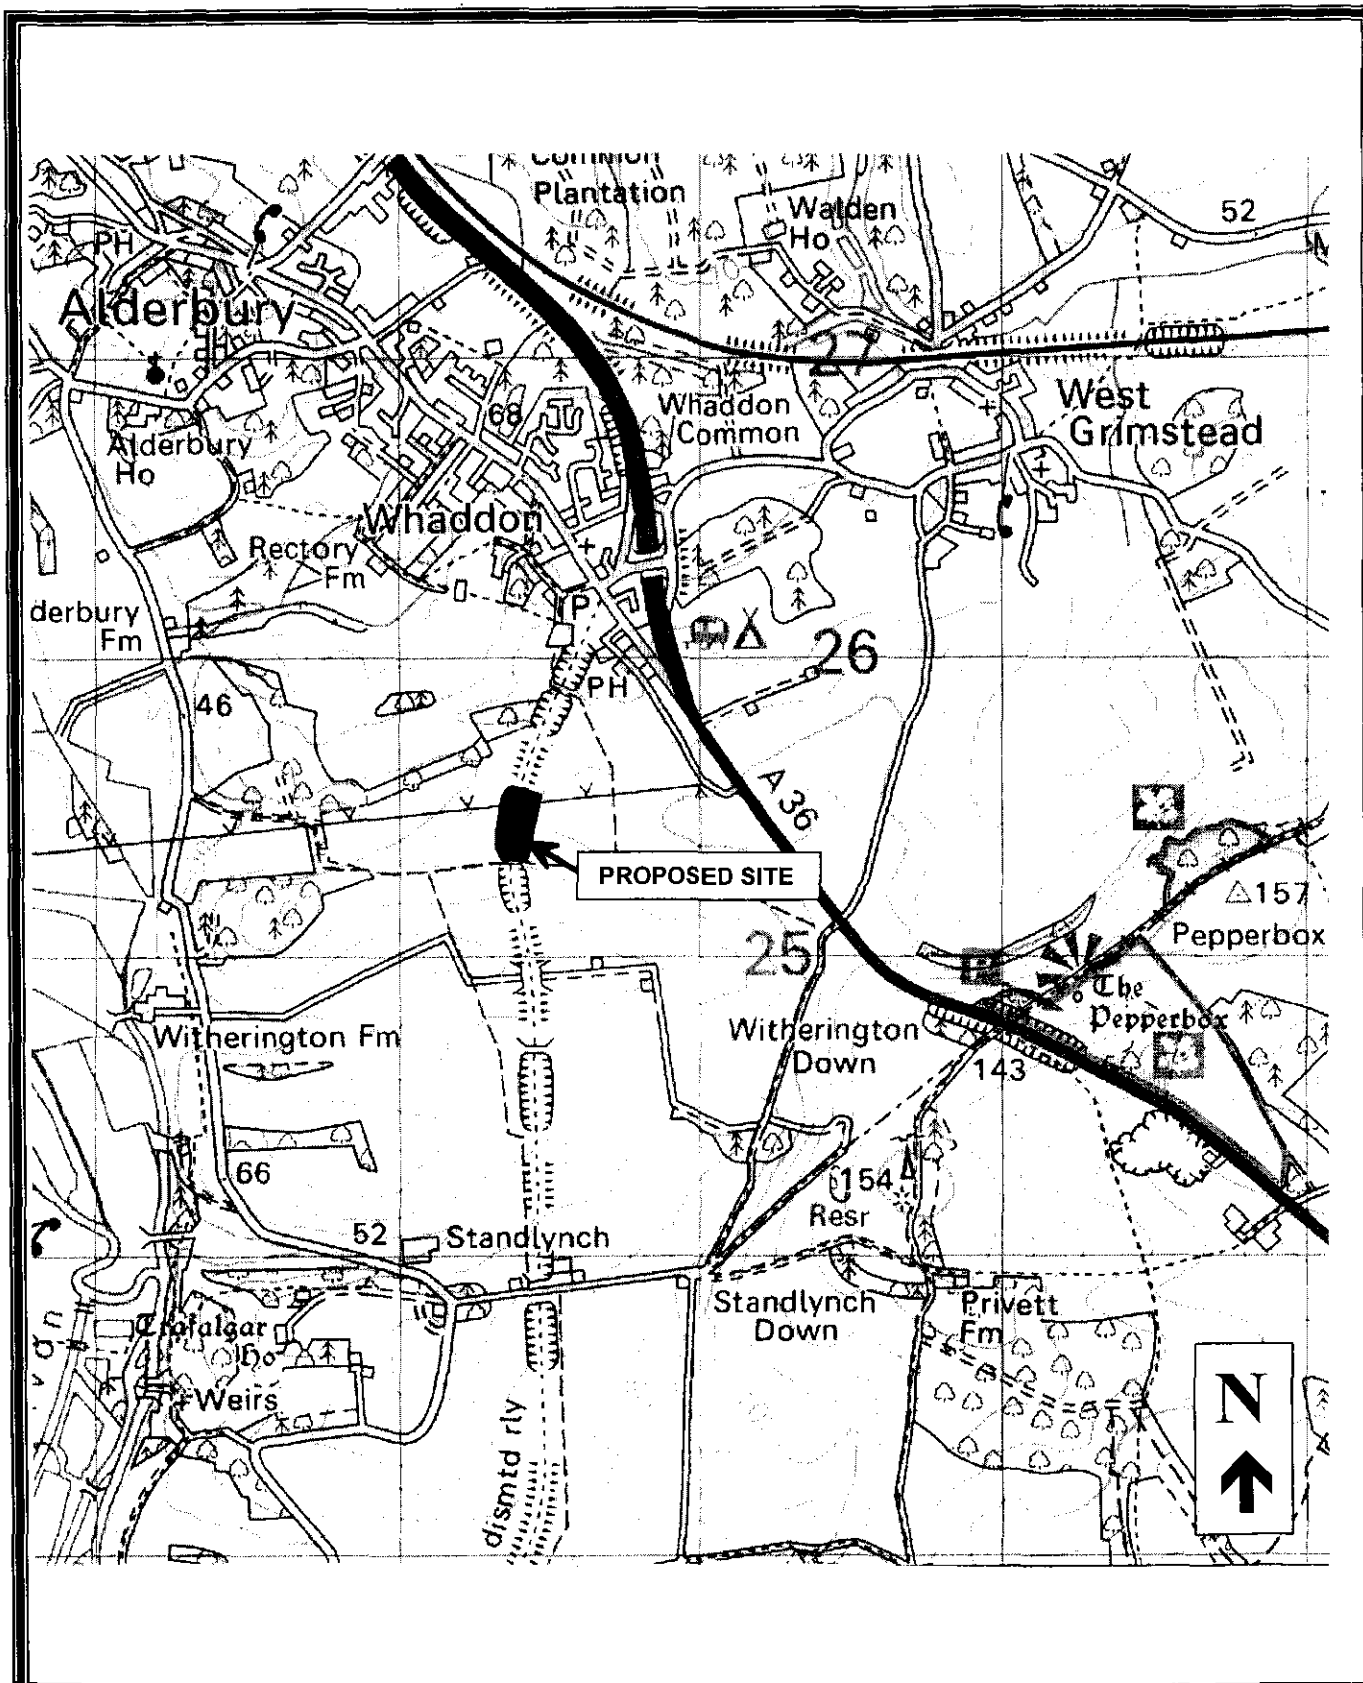 Common
Plantation
Walden
Ho
52
PH
Alderbury
27
West
Grimstead
68
Whaddon
Common
Alderbury
Ho
Whaddon
Rectory
Fm
P
derbury
Fm
26
PH
46
A 36
PROPOSED SITE
157
Pepperbox
25
The
Pepperbox
Witherington Fm
Witherington
Down
143
66
154
Resr
52
Standlynch
Standlynch
Down
Privett
Fm
Trafalgar
Ho
von
Weirs
dismtd rly
N